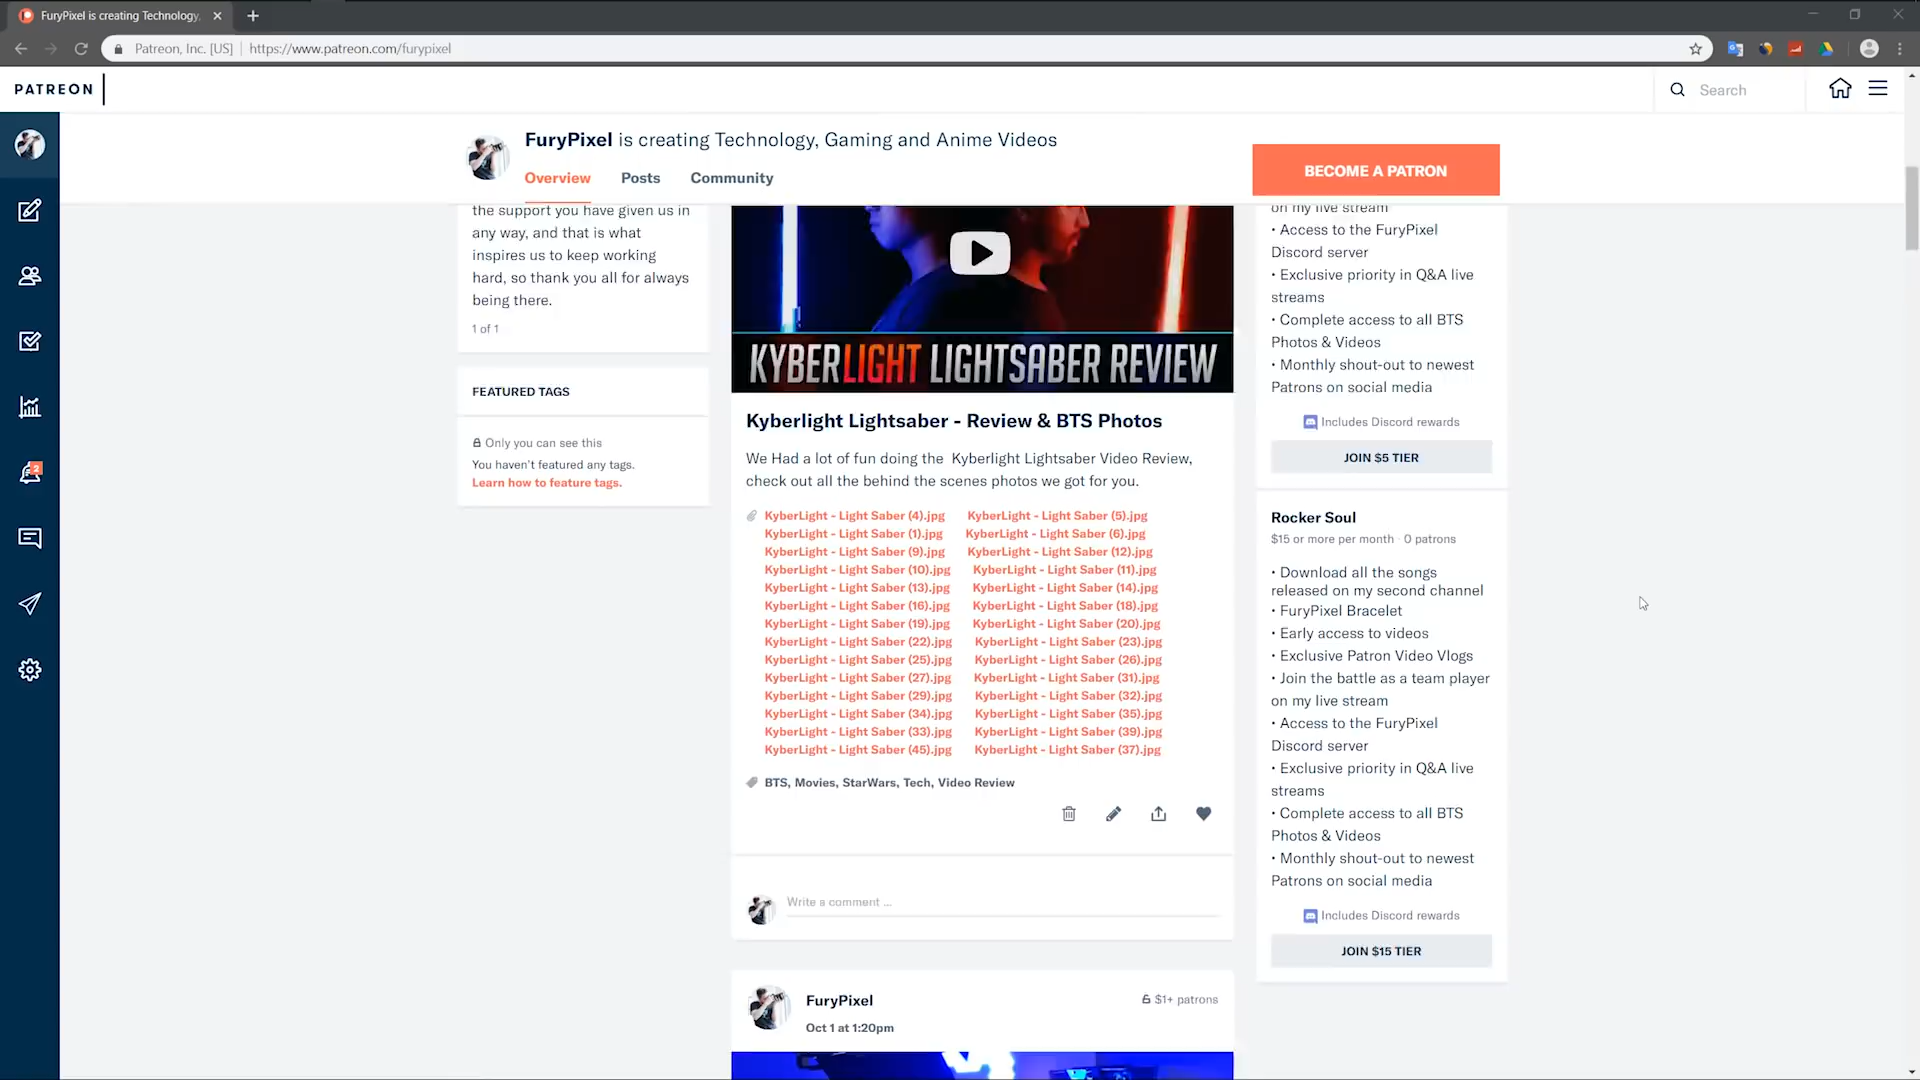 FuryPixel is creating Technology,
Patreon, Inc. [US]
https://www.patreon.com/furypixel
PATREON
Search
FuryPixel is creating Technology, Gaming and Anime Videos
Overview
Posts
Community
BECOME A PATRON
2
the support you have given us in
any way, and that is what
inspires us to keep working
hard, so thank you all for always
being there.
1 of 1
FEATURED TAGS
Only you can see this
You haven't featured any tags.
Learn how to feature tags.
KYBERLIGHT LIGHTSABER REVIEW
Kyberlight Lightsaber - Review & BTS Photos
We Had a lot of fun doing the  Kyberlight Lightsaber Video Review,
check out all the behind the scenes photos we got for you.
KyberLight - Light Saber (4).jpg KyberLight - Light Saber (5).jpg
KyberLight - Light Saber (1).jpg KyberLight - Light Saber (6).jpg
KyberLight - Light Saber (9).jpg KyberLight - Light Saber (12).jpg
KyberLight - Light Saber (10).jpg KyberLight - Light Saber (11).jpg
KyberLight - Light Saber (13).jpg KyberLight - Light Saber (14).jpg
KyberLight - Light Saber (16).jpg KyberLight - Light Saber (18).jpg
KyberLight - Light Saber (19).jpg KyberLight - Light Saber (20).jpg
KyberLight - Light Saber (22).jpg KyberLight - Light Saber (23).jpg
KyberLight - Light Saber (25).jpg KyberLight - Light Saber (26).jpg
KyberLight - Light Saber (27).jpg KyberLight - Light Saber (31).jpg
KyberLight - Light Saber (29).jpg KyberLight - Light Saber (32).jpg
KyberLight - Light Saber (34).jpg KyberLight - Light Saber (35).jpg
KyberLight - Light Saber (33).jpg KyberLight - Light Saber (39).jpg
KyberLight - Light Saber (45).jpg KyberLight - Light Saber (37).jpg
BTS, Movies, StarWars, Tech, Video Review
Write a comment ...
FuryPixel
$1+ patrons
Oct 1 at 1:20pm
on my live stream
• Access to the FuryPixel
Discord server
• Exclusive priority in Q&A live
streams
• Complete access to all BTS
Photos & Videos
• Monthly shout-out to newest
Patrons on social media
Includes Discord rewards
JOIN $5 TIER
Rocker Soul
$15 or more per month · 0 patrons
• Download all the songs
released on my second channel
• FuryPixel Bracelet
• Early access to videos
• Exclusive Patron Video Vlogs
• Join the battle as a team player
on my live stream
• Access to the FuryPixel
Discord server
• Exclusive priority in Q&A live
streams
• Complete access to all BTS
Photos & Videos
• Monthly shout-out to newest
Patrons on social media
Includes Discord rewards
JOIN $15 TIER